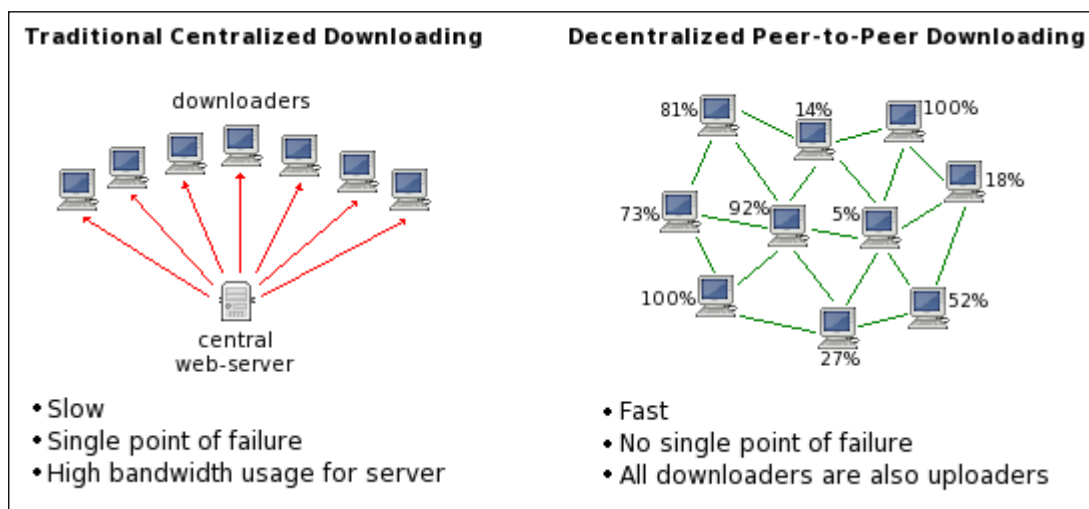 Traditional Centralized Downloading
downloaders
central
web-server
• Slow
• Single point of failure
• High bandwidth usage for server
Decentralized Peer-to-Peer Downloading
81%
14%
100%
18%
73%
92%
5%
100%
52%
27%
• Fast
• No single point of failure
• All downloaders are also uploaders